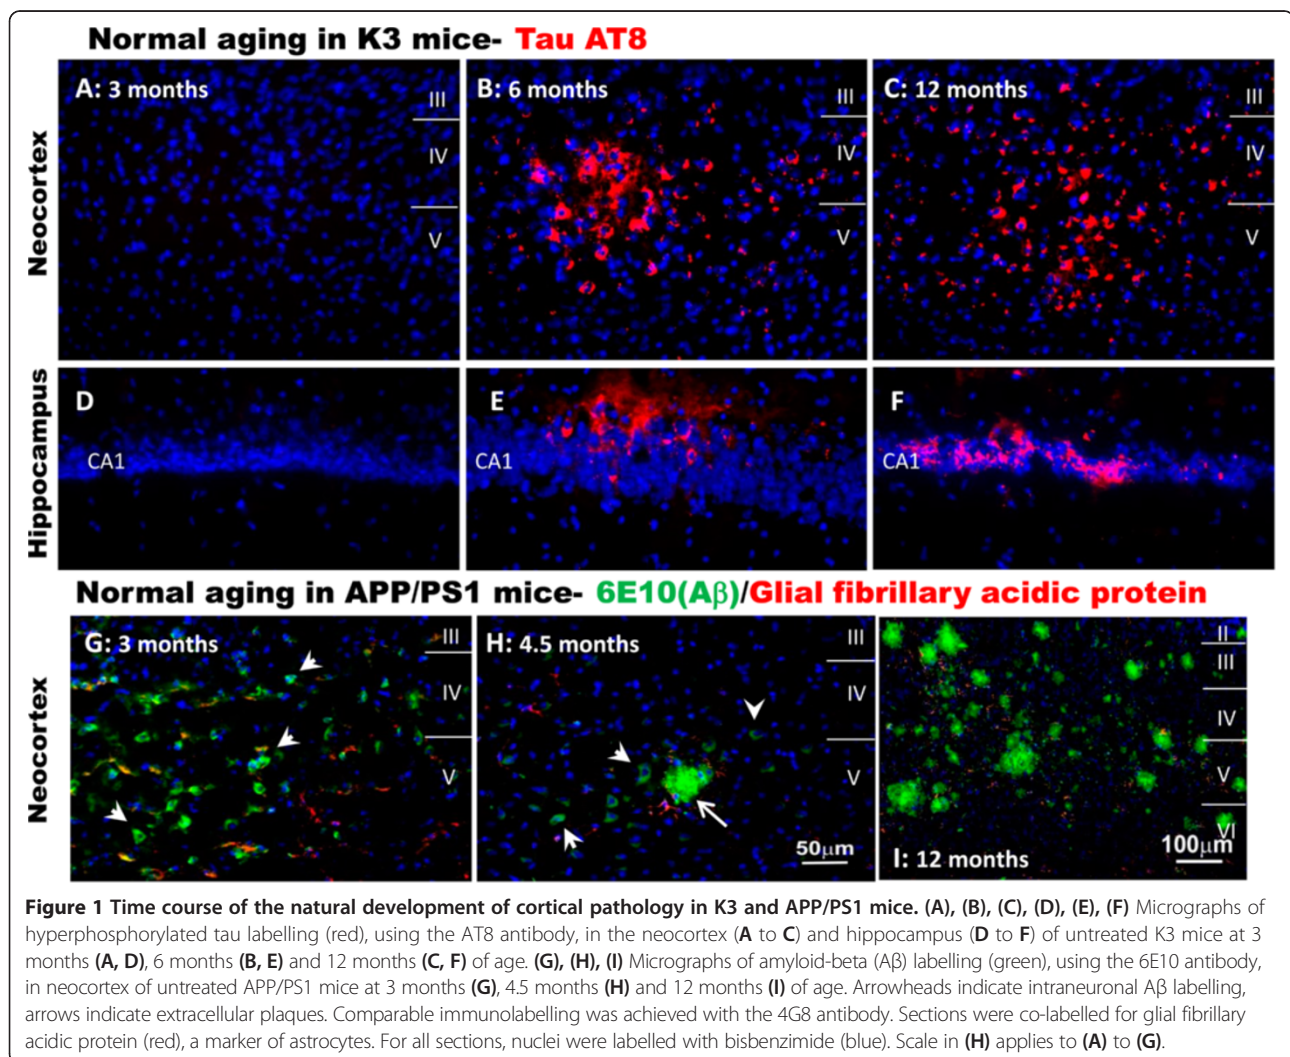 Normal aging in K3 mice- Tau AT8
Neocortex
A: 3 months
III
IV
V
B: 6 months
III
IV
V
C: 12 months
III
IV
V
Hippocampus
D
CA1
E
CA1
F
CA1
Normal aging in APP/PS1 mice- 6E10(Aβ)/Glial fibrillary acidic protein
Neocortex
G: 3 months
III
IV
V
H: 4.5 months
III
IV
V
50μm
II
III
IV
V
VI
100μm
I: 12 months
Figure 1 Time course of the natural development of cortical pathology in K3 and APP/PS1 mice. (A), (B), (C), (D), (E), (F) Micrographs of
hyperphosphorylated tau labelling (red), using the AT8 antibody, in the neocortex (A to C) and hippocampus (D to F) of untreated K3 mice at 3
months (A, D), 6 months (B, E) and 12 months (C, F) of age. (G), (H), (I) Micrographs of amyloid-beta (Aβ) labelling (green), using the 6E10 antibody,
in neocortex of untreated APP/PS1 mice at 3 months (G), 4.5 months (H) and 12 months (I) of age. Arrowheads indicate intraneuronal Aβ labelling,
arrows indicate extracellular plaques. Comparable immunolabelling was achieved with the 4G8 antibody. Sections were co-labelled for glial fibrillary
acidic protein (red), a marker of astrocytes. For all sections, nuclei were labelled with bisbenzimide (blue). Scale in (H) applies to (A) to (G).